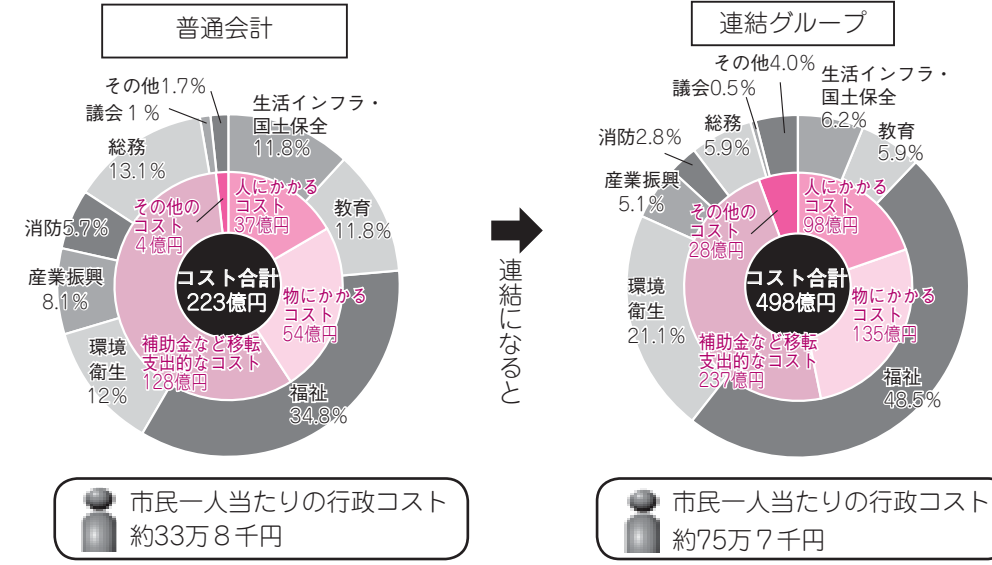 普通会計
その他1.7%
議会1%
総務
13.1%
消防5.7%
産業振興
8.1%
環境
衛生
12%
生活インフラ・
国土保全
11.8%
教育
11.8%
福祉
34.8%
人にかかる
コスト
37億円
物にかかる
コスト
54億円
補助金など移転
支出的なコスト
128億円
その他の
コスト
4億円
コスト合計
223億円
市民一人当たりの行政コスト
約33万8千円
連結になると
連結グループ
その他4.0%
議会0.5%
総務
5.9%
消防2.8%
産業振興
5.1%
環境
衛生
21.1%
生活インフラ・
国土保全
6.2%
教育
5.9%
福祉
48.5%
人にかかる
コスト
98億円
物にかかる
コスト
135億円
補助金など移転
支出的なコスト
237億円
その他の
コスト
28億円
コスト合計
498億円
市民一人当たりの行政コスト
約75万7千円